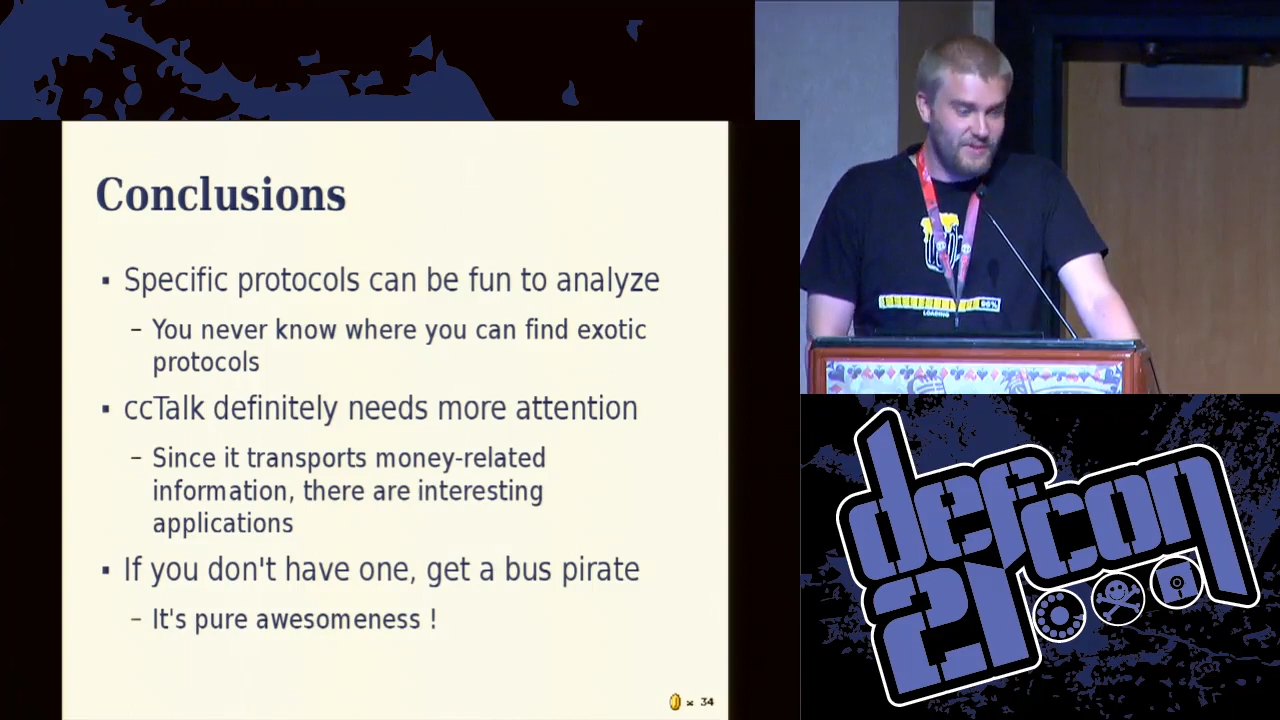 Conclusions
▪ Specific protocols can be fun to analyze
– You never know where you can find exotic
protocols
▪ ccTalk definitely needs more attention
– Since it transports money-related
information, there are interesting
applications
▪ If you don't have one, get a bus pirate
– It's pure awesomeness !
× 34
96%
LOADING
defcon
21